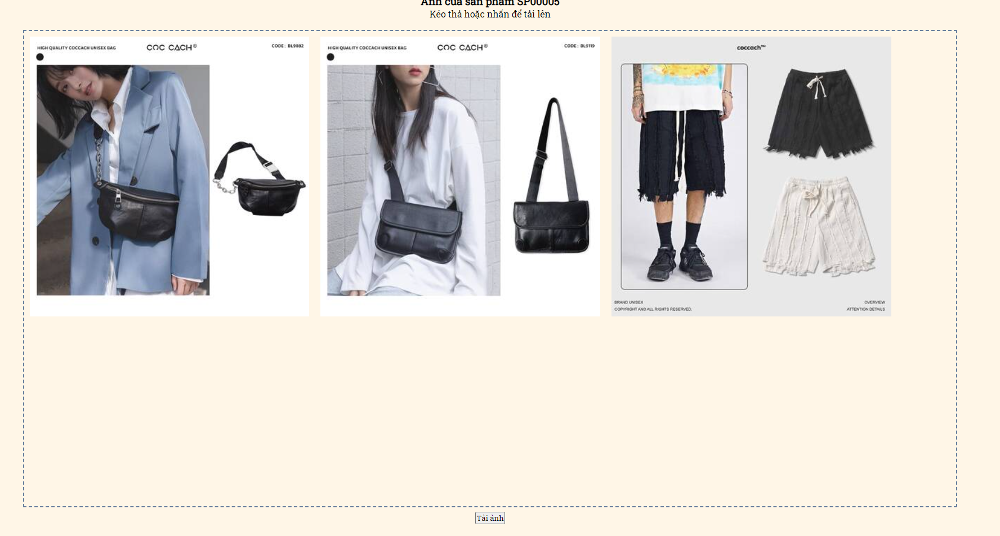 Ảnh của sản phẩm SP00005
Kéo thả hoặc nhấn để tải lên
HIGH QUALITY COCCACH UNISEX BAG
COC CACH®
CODE : BL9082
HIGH QUALITY COCCACH UNISEX BAG
COC CACH®
CODE : BL9119
coccach™
BRAND UNISEX
COPYRIGHT AND ALL RIGHTS RESERVED.
OVERVIEW
ATTENTION DETAILS
Tải ảnh